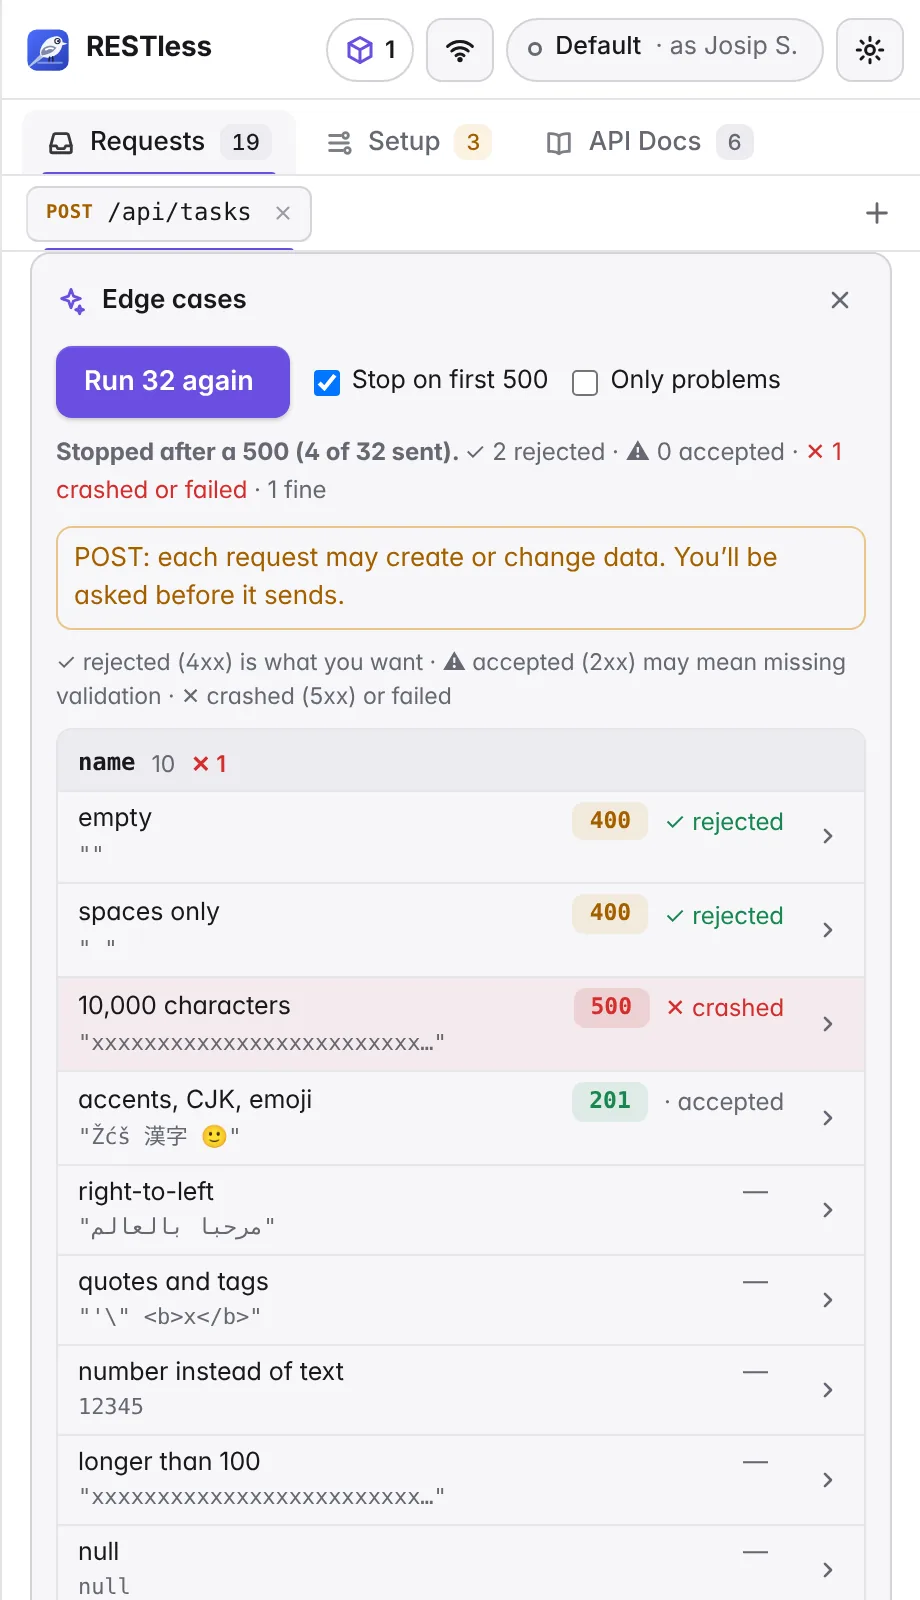 RESTless
1
Default · as Josip S.
Requests 19
Setup 3
API Docs 6
POST /api/tasks ×
+
Edge cases
Run 32 again
Stop on first 500
Only problems
Stopped after a 500 (4 of 32 sent). ✓ 2 rejected · ⚠ 0 accepted · ✕ 1
crashed or failed · 1 fine
POST: each request may create or change data. You’ll be
asked before it sends.
✓ rejected (4xx) is what you want · ⚠ accepted (2xx) may mean missing
validation · ✕ crashed (5xx) or failed
name 10 ✕ 1
empty 400 ✓ rejected
""
spaces only 400 ✓ rejected
" "
10,000 characters 500 ✕ crashed
"xxxxxxxxxxxxxxxxxxxxxxxxx…"
accents, CJK, emoji 201 · accepted
"Žćš 漢字 🙂"
right-to-left —
"مرحبا بالعالم"
quotes and tags —
"'\" <b>x</b>"
number instead of text —
12345
longer than 100 —
"xxxxxxxxxxxxxxxxxxxxxxxxx…"
null —
null